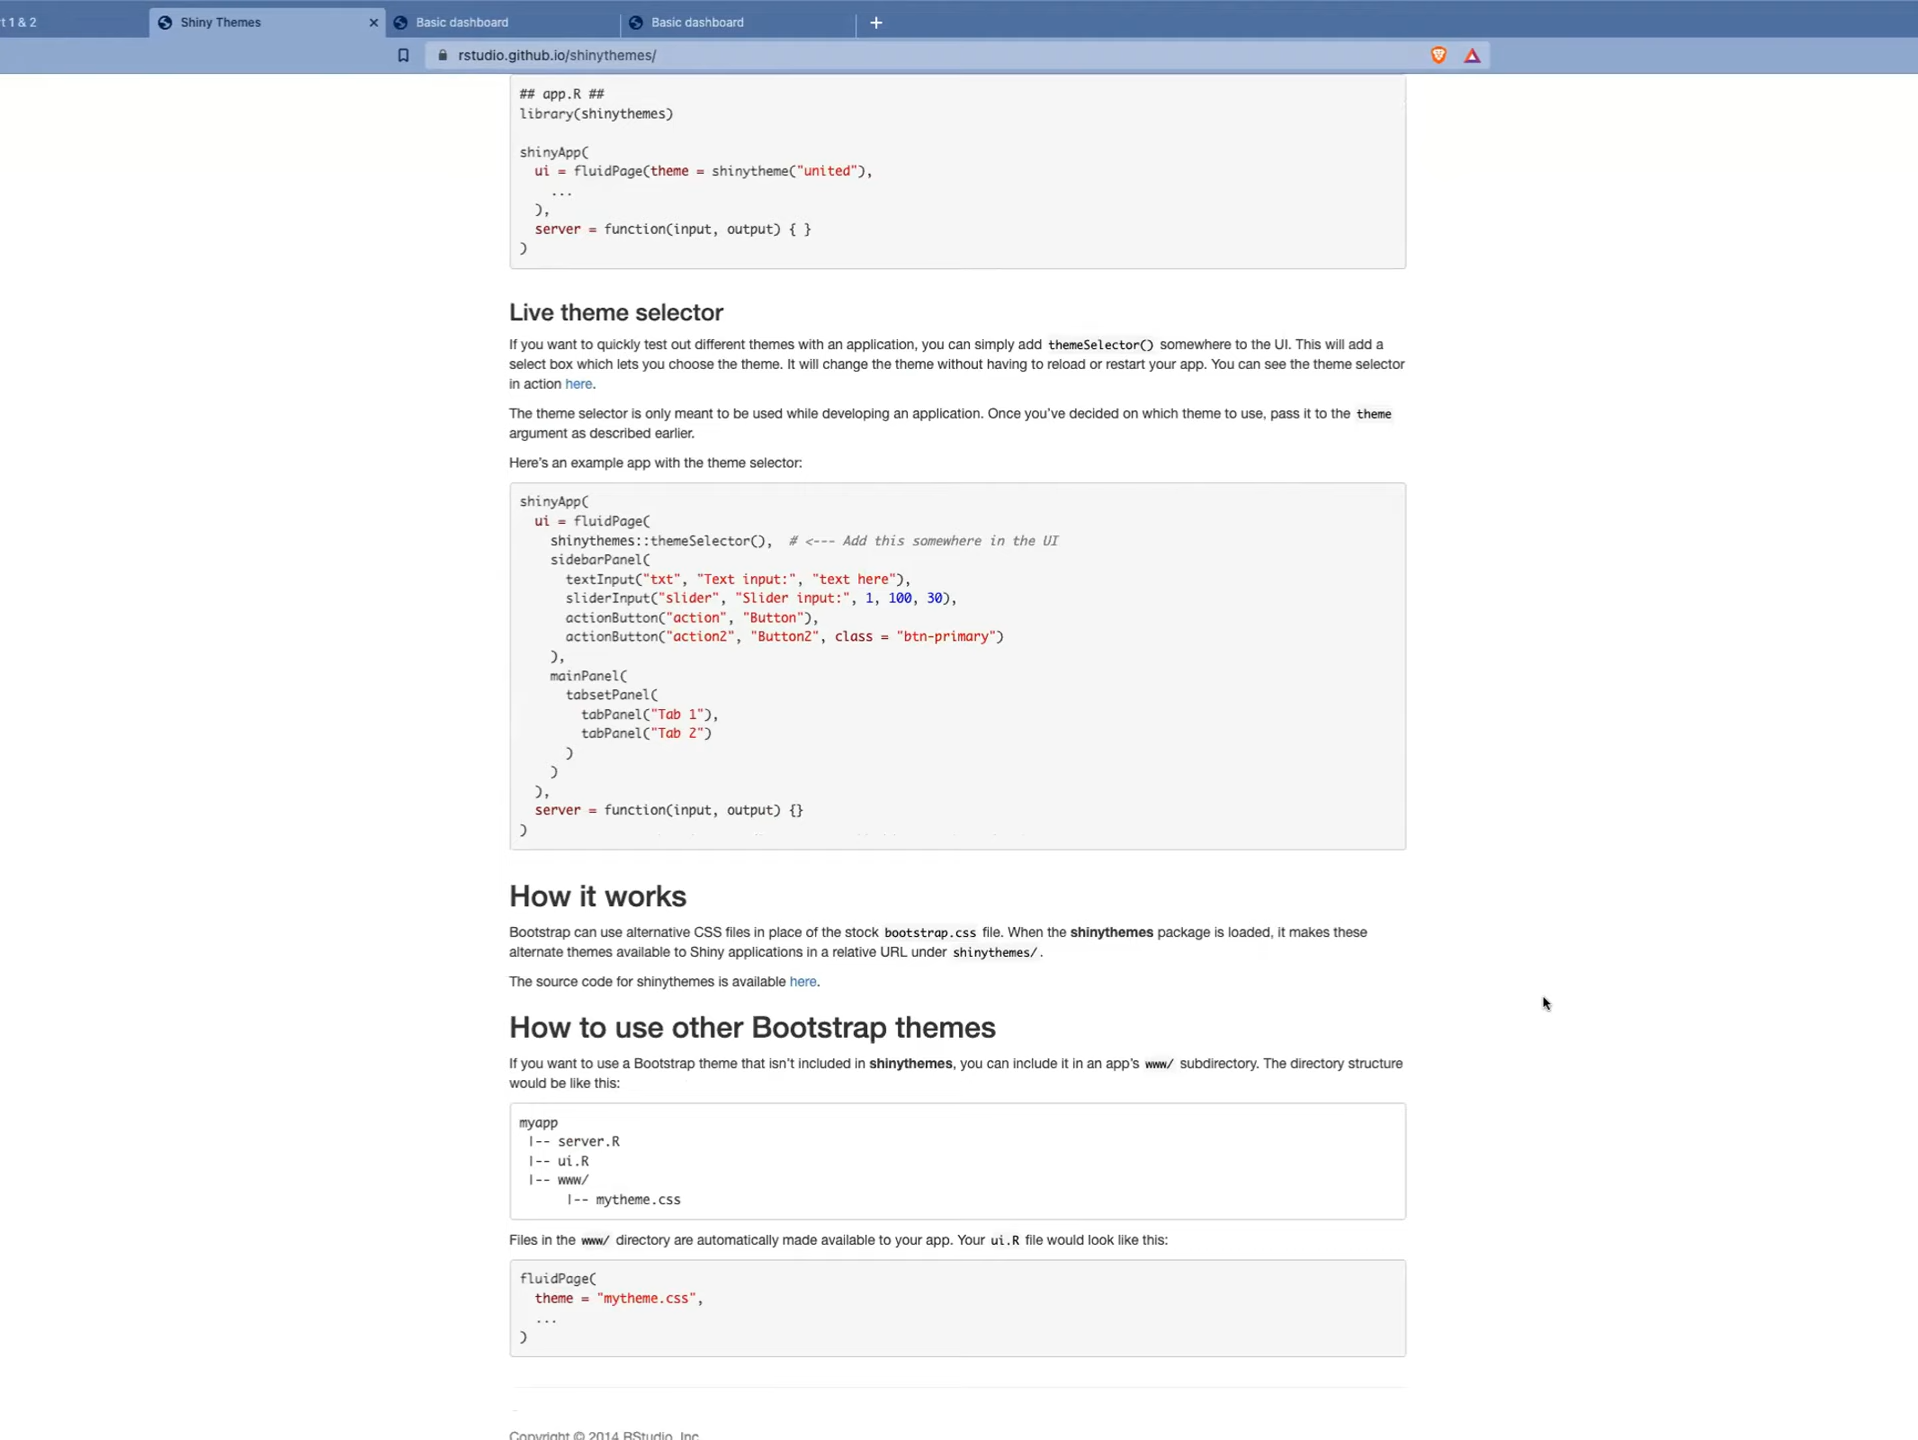 t 1 & 2
Shiny Themes
Basic dashboard
Basic dashboard
rstudio.github.io/shinythemes/
## app.R ##
library(shinythemes)
shinyApp(
ui = fluidPage(theme = shinytheme("united"),
...
),
server = function(input, output) { }
)
Live theme selector
If you want to quickly test out different themes with an application, you can simply add themeSelector() somewhere to the UI. This will add a
select box which lets you choose the theme. It will change the theme without having to reload or restart your app. You can see the theme selector
in action here.
The theme selector is only meant to be used while developing an application. Once you've decided on which theme to use, pass it to the theme
argument as described earlier.
Here's an example app with the theme selector:
shinyApp(
ui = fluidPage(
shinythemes::themeSelector(), # <--- Add this somewhere in the UI
sidebarPanel(
textInput("txt", "Text input:", "text here"),
sliderInput("slider", "Slider input:", 1, 100, 30),
actionButton("action", "Button"),
actionButton("action2", "Button2", class = "btn-primary")
),
mainPanel(
tabsetPanel(
tabPanel("Tab 1"),
tabPanel("Tab 2")
)
)
),
server = function(input, output) {}
)
How it works
Bootstrap can use alternative CSS files in place of the stock bootstrap.css file. When the shinythemes package is loaded, it makes these
alternate themes available to Shiny applications in a relative URL under shinythemes/.
The source code for shinythemes is available here.
How to use other Bootstrap themes
If you want to use a Bootstrap theme that isn't included in shinythemes, you can include it in an app's www/ subdirectory. The directory structure
would be like this:
myapp
|-- server.R
|-- ui.R
|-- www/
|-- mytheme.css
Files in the www/ directory are automatically made available to your app. Your ui.R file would look like this:
fluidPage(
theme = "mytheme.css",
...
)
Copyright © 2014 RStudio, Inc